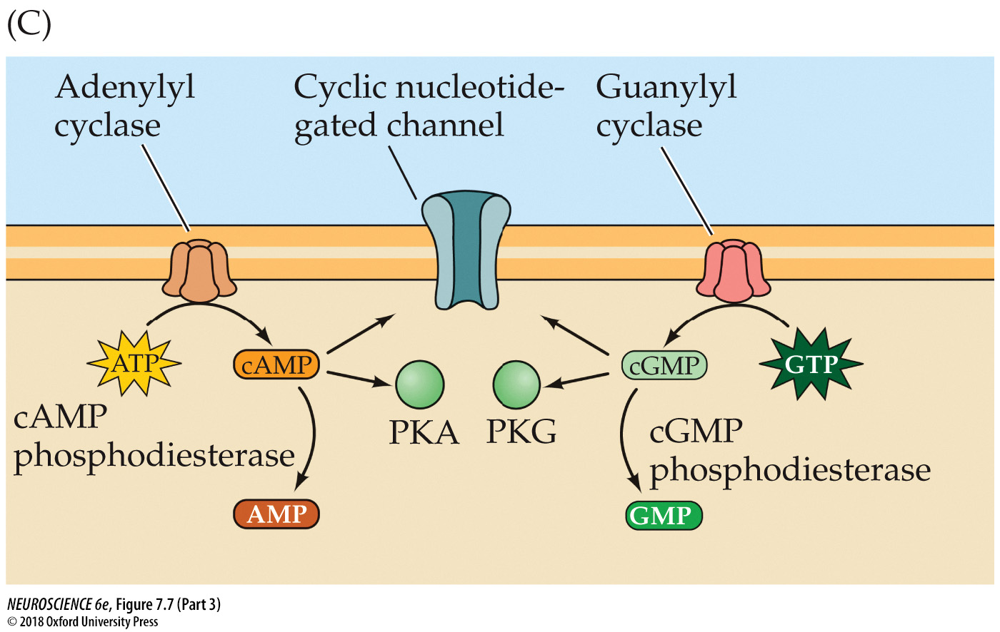 (C)
Adenylyl
cyclase
Cyclic nucleotide-
gated channel
Guanylyl
cyclase
ATP
cAMP
cGMP
GTP
cAMP
phosphodiesterase
PKA
PKG
cGMP
phosphodiesterase
AMP
GMP
NEUROSCIENCE 6e, Figure 7.7 (Part 3)
© 2018 Oxford University Press